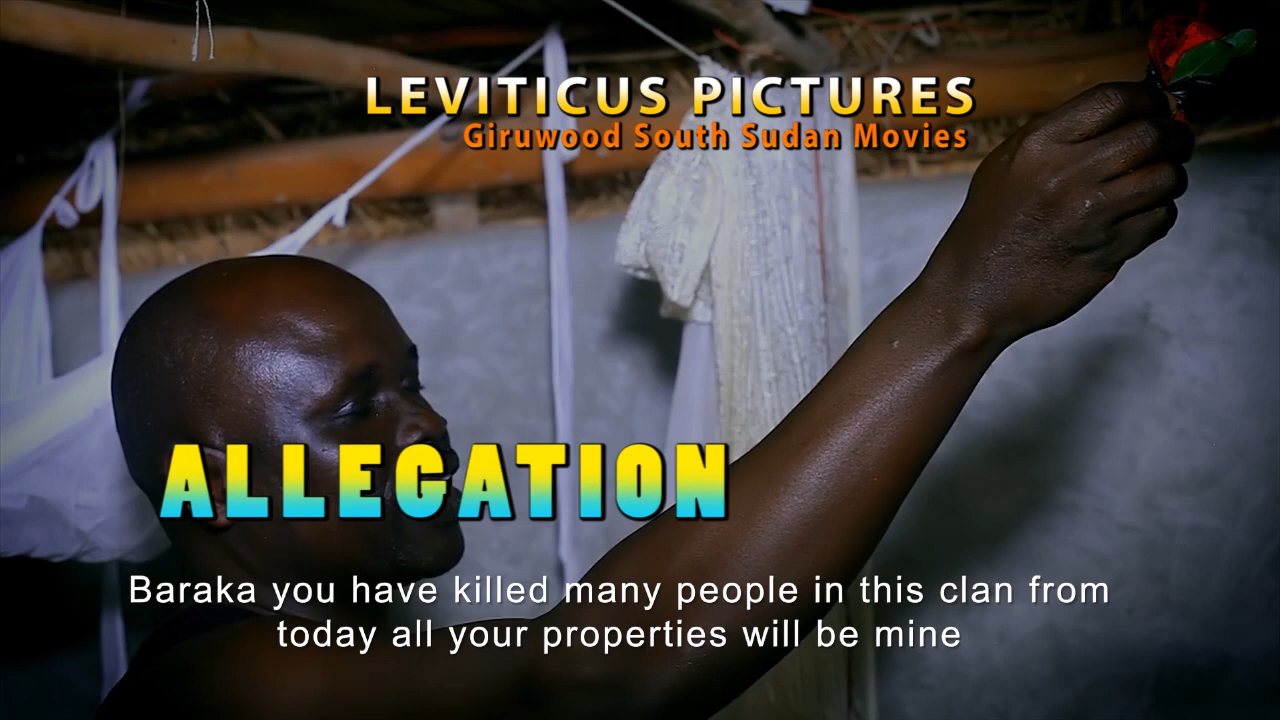 LEVITICUS PICTURES
Giruwood South Sudan Movies
ALLEGATION
Baraka you have killed many people in this clan from
today all your properties will be mine